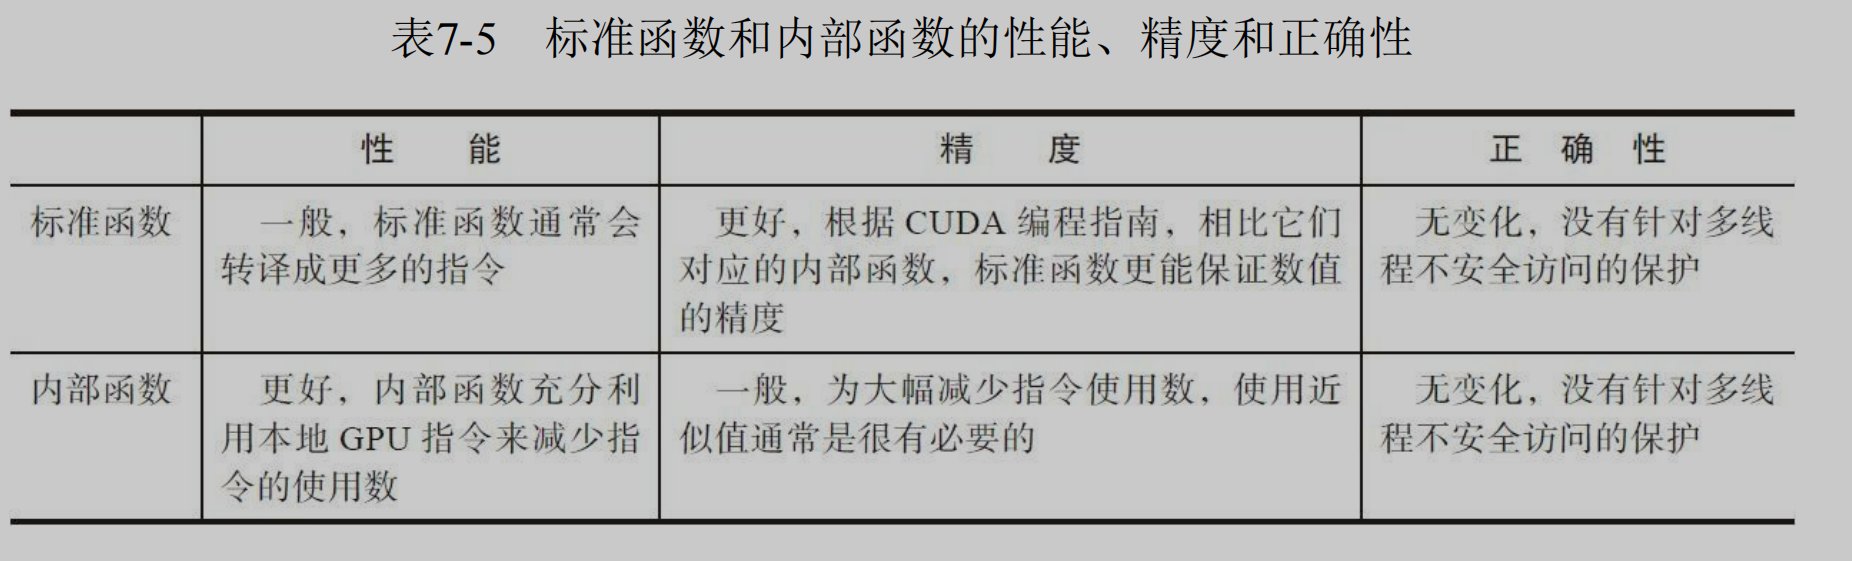 表7-5 标准函数和内部函数的性能、精度和正确性
性 能
精 度
正 确 性
标准函数
一般，标准函数通常会
转译成更多的指令
更好，根据 CUDA 编程指南，相比它们
对应的内部函数，标准函数更能保证数值
的精度
无变化，没有针对多线
程不安全访问的保护
内部函数
更好，内部函数充分利
用本地 GPU 指令来减少指
令的使用数
一般，为大幅减少指令使用数，使用近
似值通常是很有必要的
无变化，没有针对多线
程不安全访问的保护